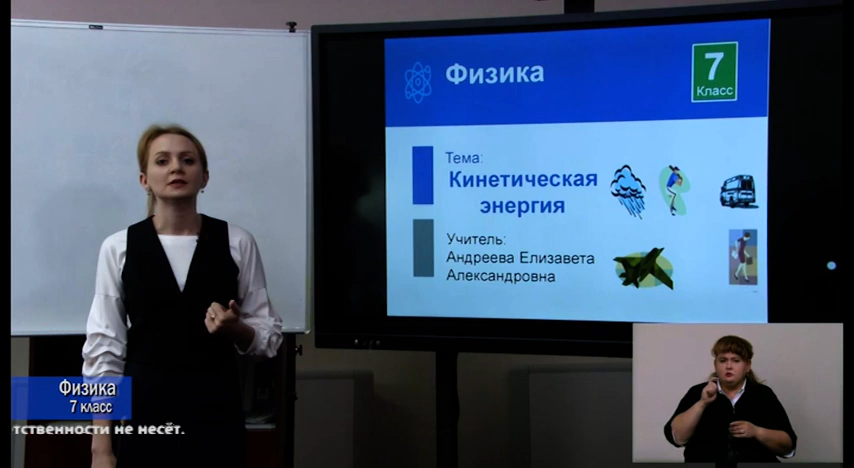 Физика
7
Класс
Тема:
Кинетическая
энергия
Учитель:
Андреева Елизавета
Александровна
Физика
7 класс
тственности не несёт.